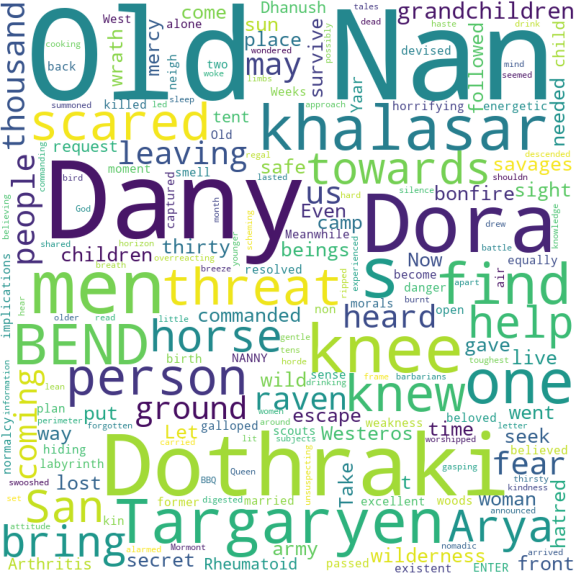 Old Nan
Dany
Dora
Dothraki
Targaryen
khalasar
men
threat
BEND
knee
one
find
help
scared
towards
person
horse
knew
Arya
San
bring
s
may
us
leaving
people
thousand
coming
ground
raven
fear
heard
wilderness
grandchildren
followed
needed
child
wrath
mercy
come
sun
place
survive
Dhanush
Yaar
devised
horrifying
energetic
West
alone
back
killed
neigh
two
woke
led
sleep
cooking
tales
dead
wondered
seemed
possibly
haste
drink
mind
limbs
summoned
Weeks
approach
Old
tent
request
moment
smell
safe
savages
bonfire
sight
descended
regal
commanding
bird
lasted
month
God
shared
hard
silence
drew
battle
knowledge
shouldn
captured
Even
Meanwhile
camp
beings
Now
equally
become
danger
air
children
thirty
believing
horizon
breath
younger
overreacting
breeze
scheming
ripped
experienced
burnt
apart
implications
hear
older
read
little
resolved
non
morals
open
gentle
tens
horde
commanded
gave
live
birth
NANNY
sense
drinking
wild
frame
barbarians
toughest
lean
plan
put
information
normalcy
perimeter
forgotten
women
around
lit
subjects
escape
time
went
Let
galloped
weakness
scouts
beloved
letter
way
hiding
labyrinth
lost
carried
BBQ
Queen
unsuspecting
worshipped
gasping
believed
announced
thirsty
kindness
Westeros
seek
Take
t
excellent
woods
woman
hatred
set
attitude
kin
former
digested
married
army
passed
existent
ENTER
nomadic
arrived
front
Arthritis
alarmed
Mormont
secret
Rheumatoid